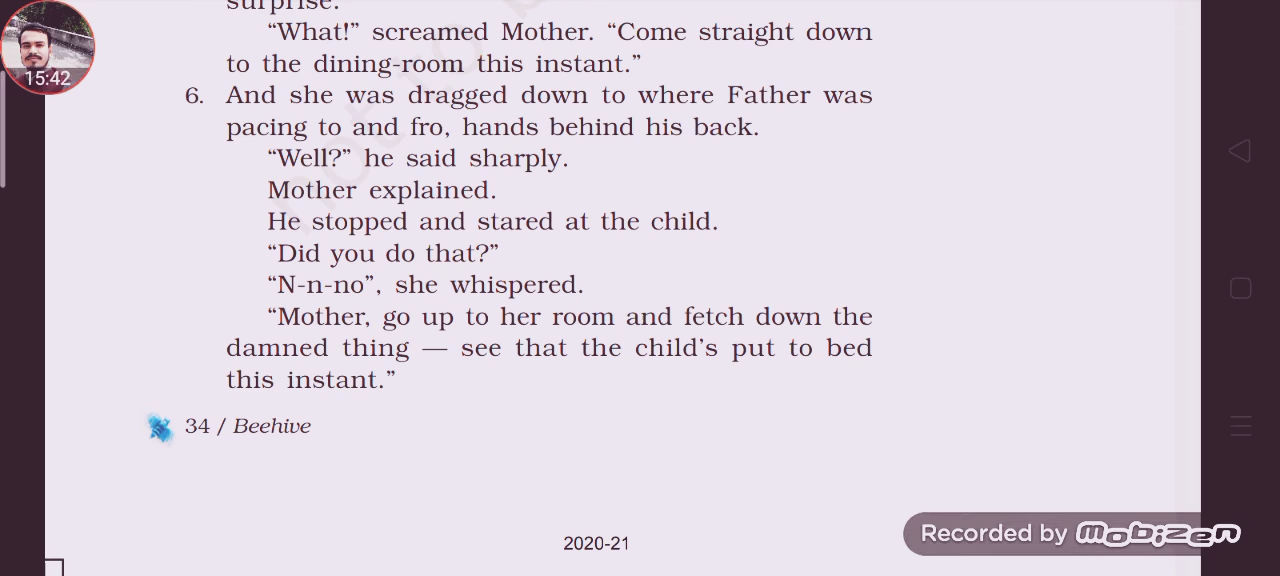 surprise.
“What!” screamed Mother. “Come straight down
to the dining-room this instant.”
6. And she was dragged down to where Father was
pacing to and fro, hands behind his back.
“Well?” he said sharply.
Mother explained.
He stopped and stared at the child.
“Did you do that?”
“N-n-no”, she whispered.
“Mother, go up to her room and fetch down the
damned thing — see that the child’s put to bed
this instant.”
34 / Beehive
2020-21
15:42
Recorded by mobizen
not to be